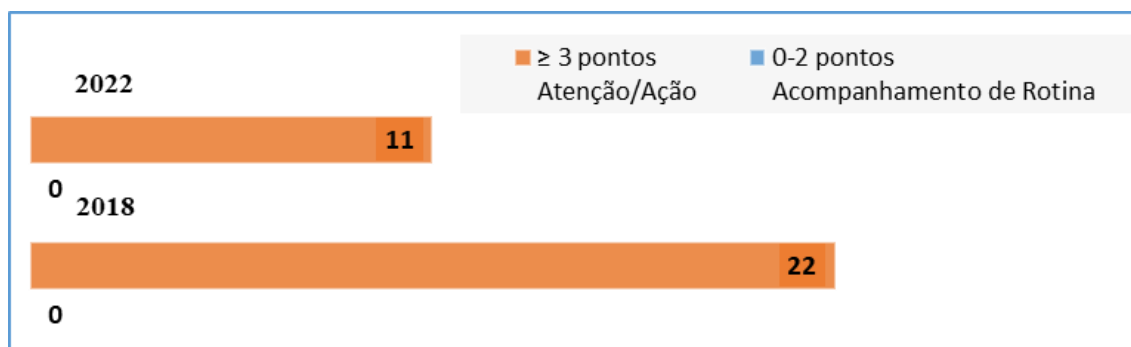 ≥ 3 pontos
Atenção/Ação
0-2 pontos
Acompanhamento de Rotina
2022
11
0
2018
22
0